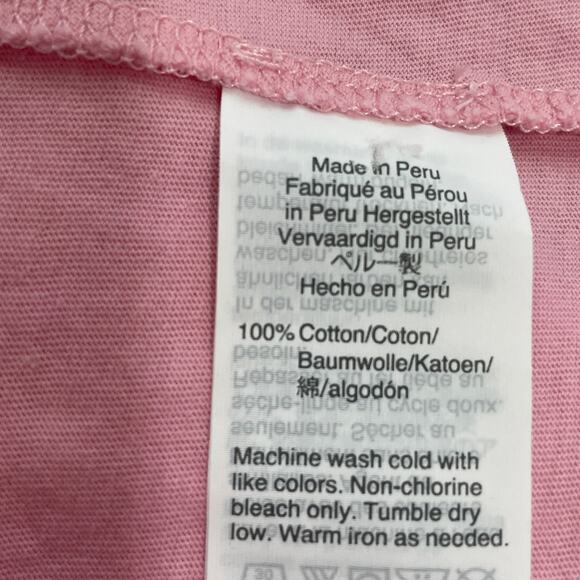 Made in Peru
Fabriqué au Pérou
in Peru Hergestellt
Vervaardigd in Peru
ペルー製
Hecho en Perú
100% Cotton/Coton/
Baumwolle/Katoen/
綿/algodón
Machine wash cold with
like colors. Non-chlorine
bleach only. Tumble dry
low. Warm iron as needed.
30